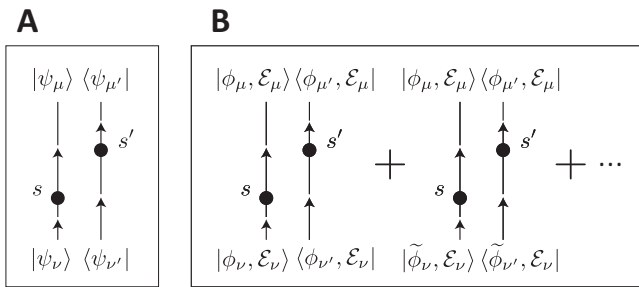 A B
|ψ_μ⟩ ⟨ψ_μ'| |ϕ_μ, ℰ_μ⟩ ⟨ϕ_μ', ℰ_μ| |ϕ_μ, ℰ_μ⟩ ⟨ϕ_μ', ℰ_μ|
s' s' s'
+ + ...
s s s
|ψ_ν⟩ ⟨ψ_ν'| |ϕ_ν, ℰ_ν⟩ ⟨ϕ_ν', ℰ_ν| |ϕ̃_ν, ℰ_ν⟩ ⟨ϕ̃_ν', ℰ_ν|